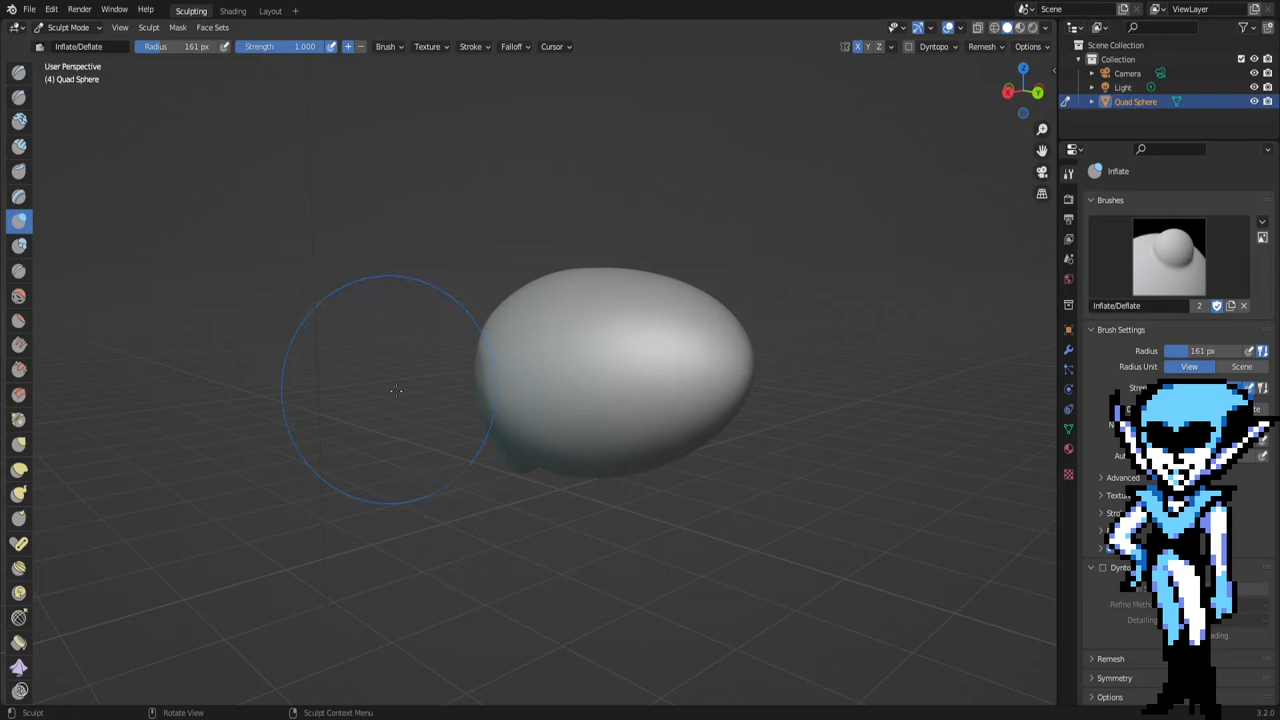 File Edit Render Window Help Sculpting Shading Layout + Scene ViewLayer
Sculpt Mode View Sculpt Mask Face Sets
Inflate/Deflate Radius 161 px Strength 1.000 + − Brush Texture Stroke Falloff Cursor X Y Z Dyntopo Remesh Options
User Perspective
(4) Quad Sphere
Z
X Y
Scene Collection
Collection
Camera
Light
Quad Sphere
Inflate
Brushes
Inflate/Deflate 2
Brush Settings
Radius 161 px
Radius Unit View Scene
Advanced
Remesh
Symmetry
Options
Sculpt Rotate View Sculpt Context Menu 3.2.0